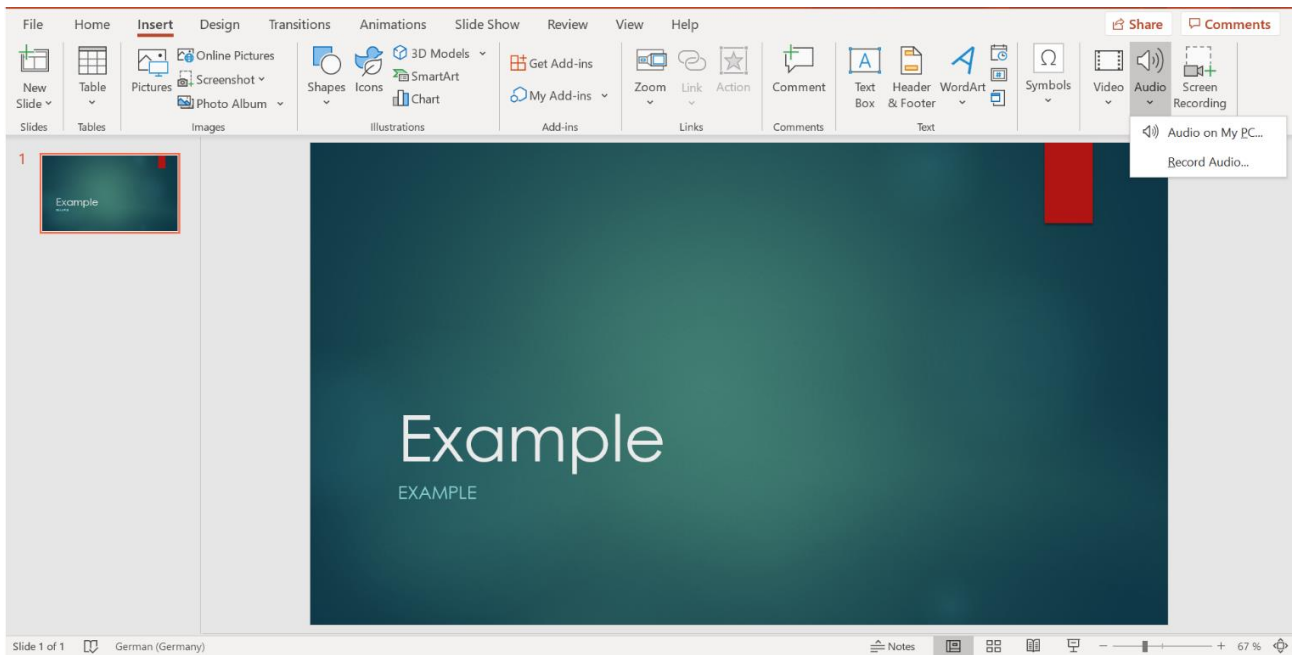 File Home Insert Design Transitions Animations Slide Show Review View Help Share Comments
Online Pictures 3D Models
Screenshot SmartArt Get Add-ins
Photo Album Chart My Add-ins
New Slide Table Pictures Shapes Icons Zoom Link Action Comment Text Box Header & Footer WordArt Symbols Video Audio Screen Recording
Slides Tables Images Illustrations Add-ins Links Comments Text
Audio on My PC...
Record Audio...
1
Example
Example
EXAMPLE
Slide 1 of 1 German (Germany) Notes 67 %